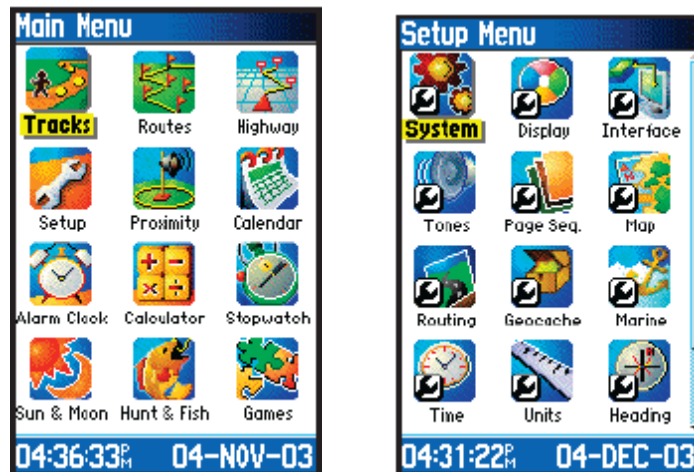 Main Menu
Tracks Routes Highway
Setup Proximity Calendar
Alarm Clock Calculator Stopwatch
Sun & Moon Hunt & Fish Games
04:36:33PM 04-NOV-03
Setup Menu
System Display Interface
Tones Page Seq. Map
Routing Geocache Marine
Time Units Heading
04:31:22PM 04-DEC-03